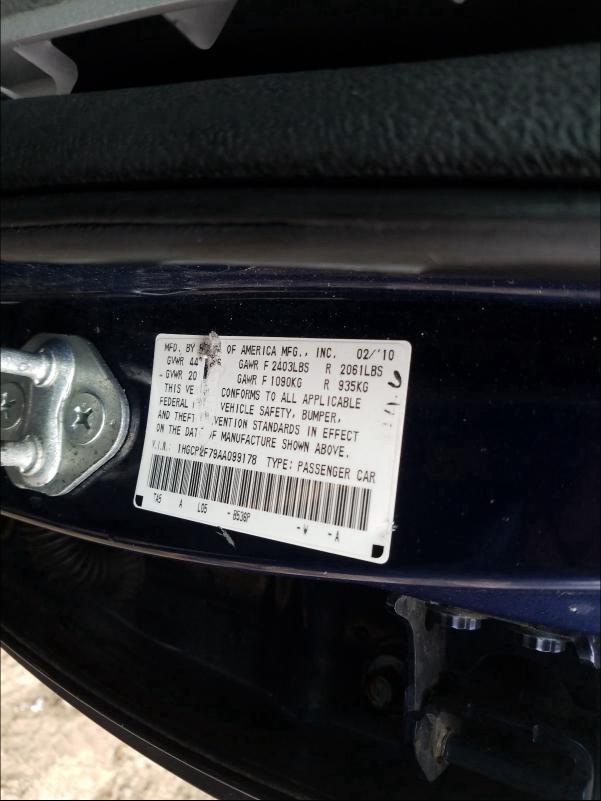 MFD. BY OF AMERICA MFG., INC. 02/'10
GVWR GAWR F 2403LBS R 2061LBS
GVWR GAWR F 1090KG R 935KG
THIS CONFORMS TO ALL APPLICABLE
FEDERAL VEHICLE SAFETY, BUMPER,
AND THEFT STANDARDS IN EFFECT
ON THE OF MANUFACTURE SHOWN ABOVE.
V.I.N.: 1HGCP2F79AA099178 TYPE: PASSENGER CAR
TA5 A L05 - B536P -W -A